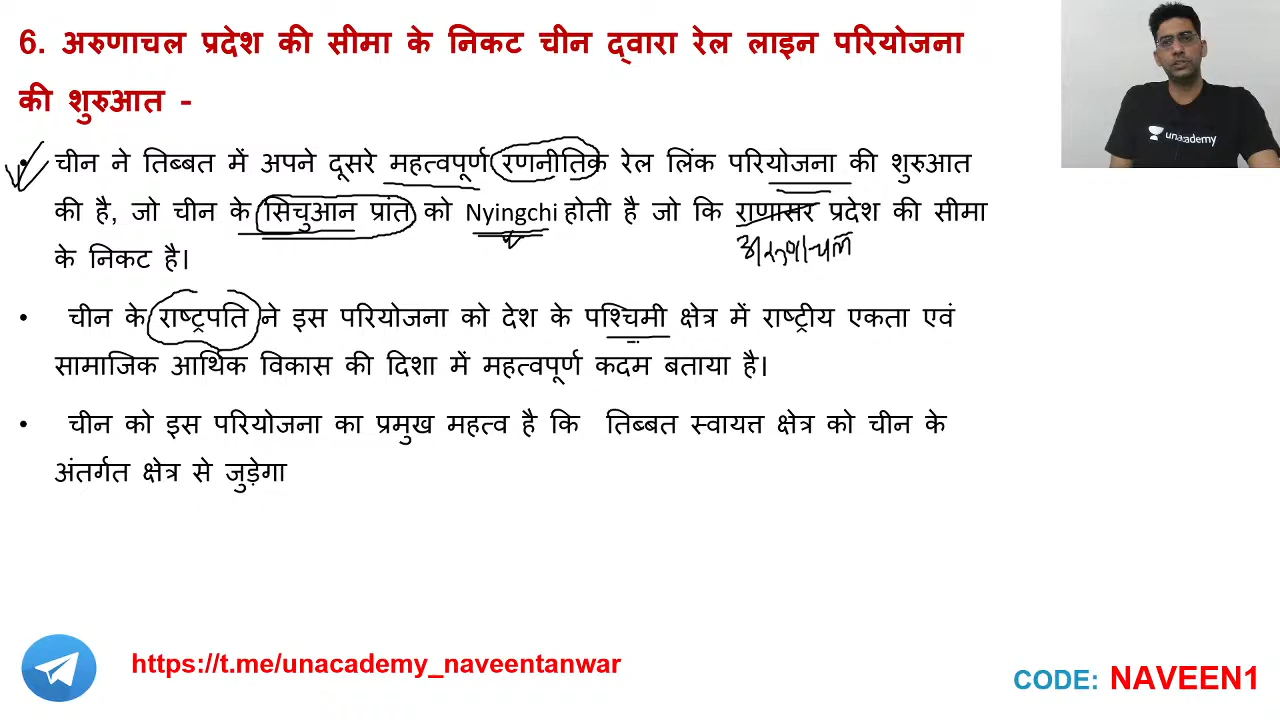 6. अरुणाचल प्रदेश की सीमा के निकट चीन द्वारा रेल लाइन परियोजना
की शुरुआत -
• चीन ने तिब्बत में अपने दूसरे महत्वपूर्ण रणनीतिक रेल लिंक परियोजना की शुरुआत
की है, जो चीन के सिचुआन प्रांत को Nyingchi होती है जो कि राणासर प्रदेश की सीमा
अरुणाचल
के निकट है।
• चीन के राष्ट्रपति ने इस परियोजना को देश के पश्चिमी क्षेत्र में राष्ट्रीय एकता एवं
सामाजिक आर्थिक विकास की दिशा में महत्वपूर्ण कदम बताया है।
• चीन को इस परियोजना का प्रमुख महत्व है कि तिब्बत स्वायत्त क्षेत्र को चीन के
अंतर्गत क्षेत्र से जुड़ेगा
unacademy
https://t.me/unacademy_naveentanwar
CODE: NAVEEN1